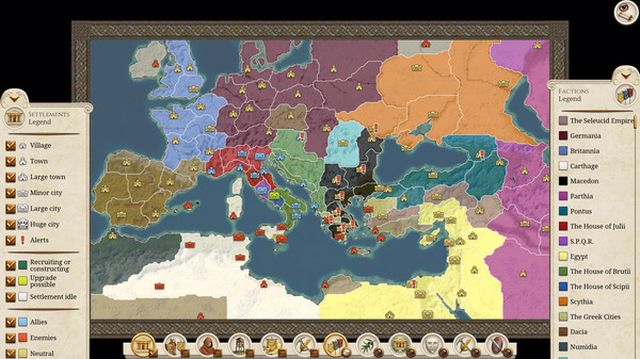 SETTLEMENTS
Legend
Village
Town
Large town
Minor city
Large city
Huge city
Alerts
Recruiting or
constructing
Upgrade
possible
Settlement idle
Allies
Enemies
Neutral
FACTIONS
Legend
The Seleucid Empire
Germania
Britannia
Carthage
Macedon
Parthia
Pontus
The House of Julii
S.P.Q.R.
Egypt
The House of Brutii
The House of Scipii
Scythia
The Greek Cities
Dacia
Numidia